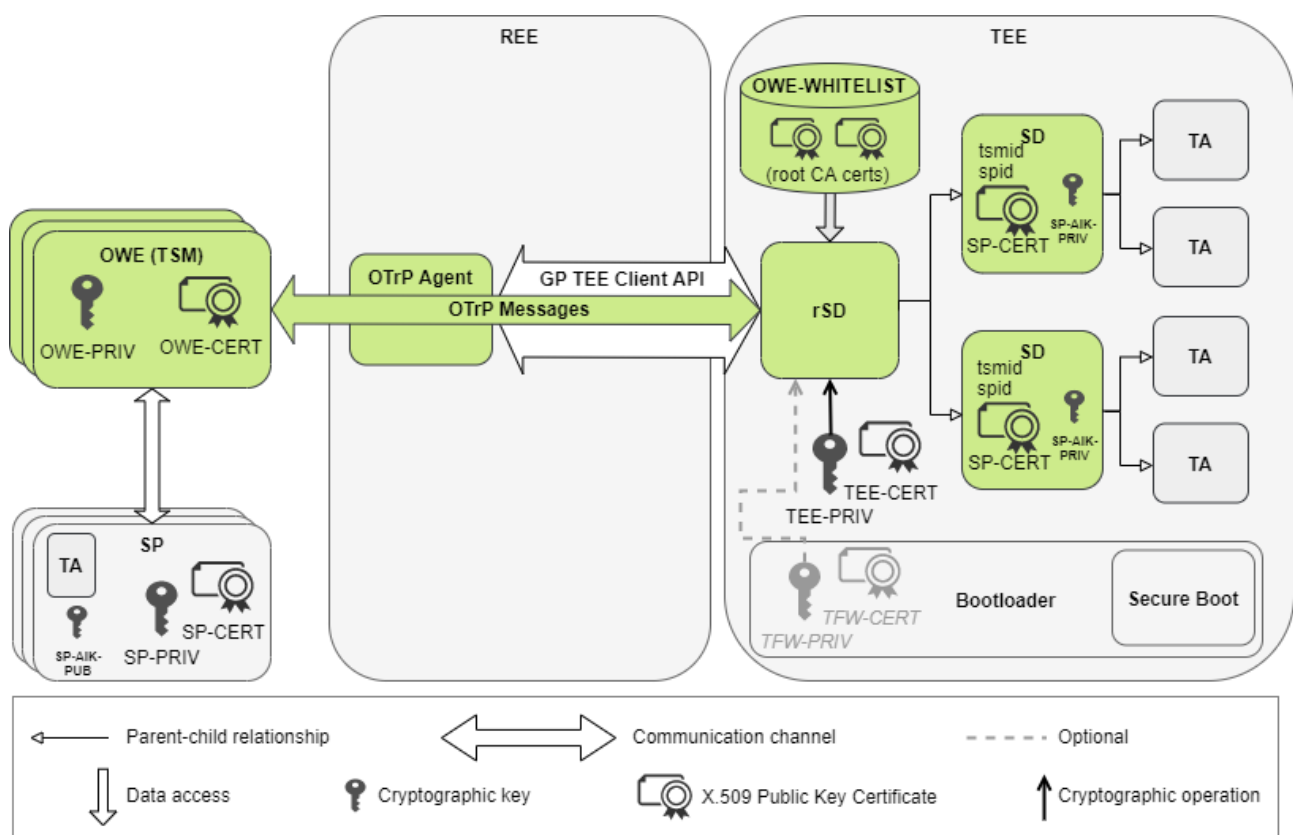 REE
TEE
OWE-WHITELIST
(root CA certs)
SD
tsmid
spid
SP-CERT
SP-AIK-
PRIV
TA
TA
OWE (TSM)
OWE-PRIV
OWE-CERT
OTrP Agent
GP TEE Client API
OTrP Messages
rSD
SD
tsmid
spid
SP-CERT
SP-AIK-
PRIV
TA
TA
TEE-CERT
TEE-PRIV
SP
TA
SP-AIK-
PUB
SP-PRIV
SP-CERT
TFW-CERT
TFW-PRIV
Bootloader
Secure Boot
Parent-child relationship
Communication channel
Optional
Data access
Cryptographic key
X.509 Public Key Certificate
Cryptographic operation